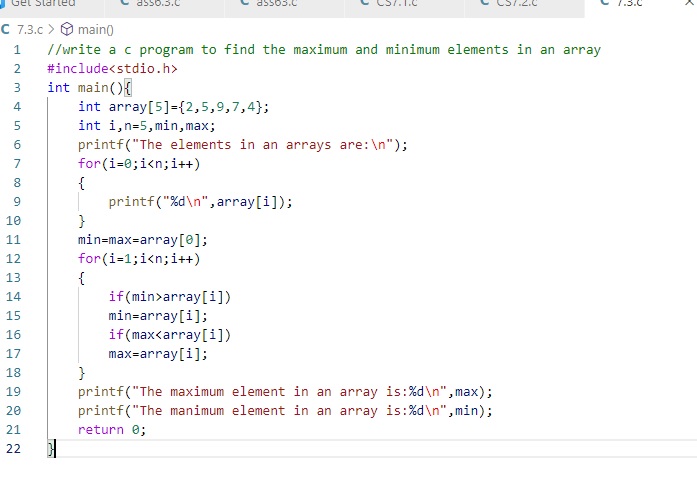 Get Started C ass6.3.c C ass63.c C CS7.1.c C CS7.2.c C 7.3.c X
C 7.3.c > main()
1 //write a c program to find the maximum and minimum elements in an array
2 #include<stdio.h>
3 int main(){
4 int array[5]={2,5,9,7,4};
5 int i,n=5,min,max;
6 printf("The elements in an arrays are:\n");
7 for(i=0;i<n;i++)
8 {
9 printf("%d\n",array[i]);
10 }
11 min=max=array[0];
12 for(i=1;i<n;i++)
13 {
14 if(min>array[i])
15 min=array[i];
16 if(max<array[i])
17 max=array[i];
18 }
19 printf("The maximum element in an array is:%d\n",max);
20 printf("The manimum element in an array is:%d\n",min);
21 return 0;
22 }